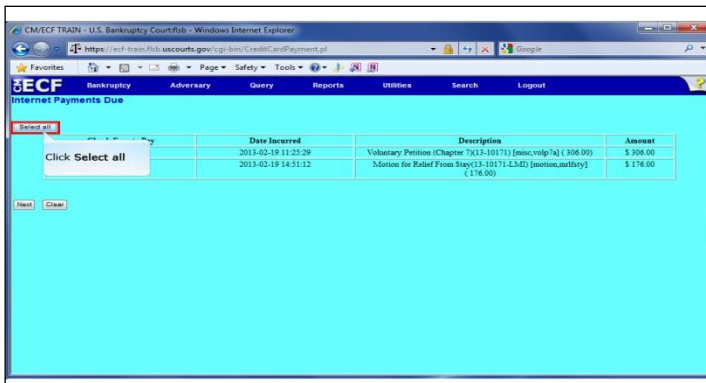 CM/ECF TRAIN - U.S. Bankruptcy Court:flsb - Windows Internet Explorer
https://ecf-train.flsb.uscourts.gov/cgi-bin/CreditCardPayment.pl Google
Favorites Page Safety Tools
ECF Bankruptcy Adversary Query Reports Utilities Search Logout ?
Internet Payments Due
Select all
Pay Date Incurred Description Amount
Click Select all
2013-02-19 11:25:29 Voluntary Petition (Chapter 7)(13-10171) [misc,volp7a] ( 306.00) $ 306.00
2013-02-19 14:51:12 Motion for Relief From Stay(13-10171-LMI) [motion,mrlfsty] $ 176.00
( 176.00)
Next Clear